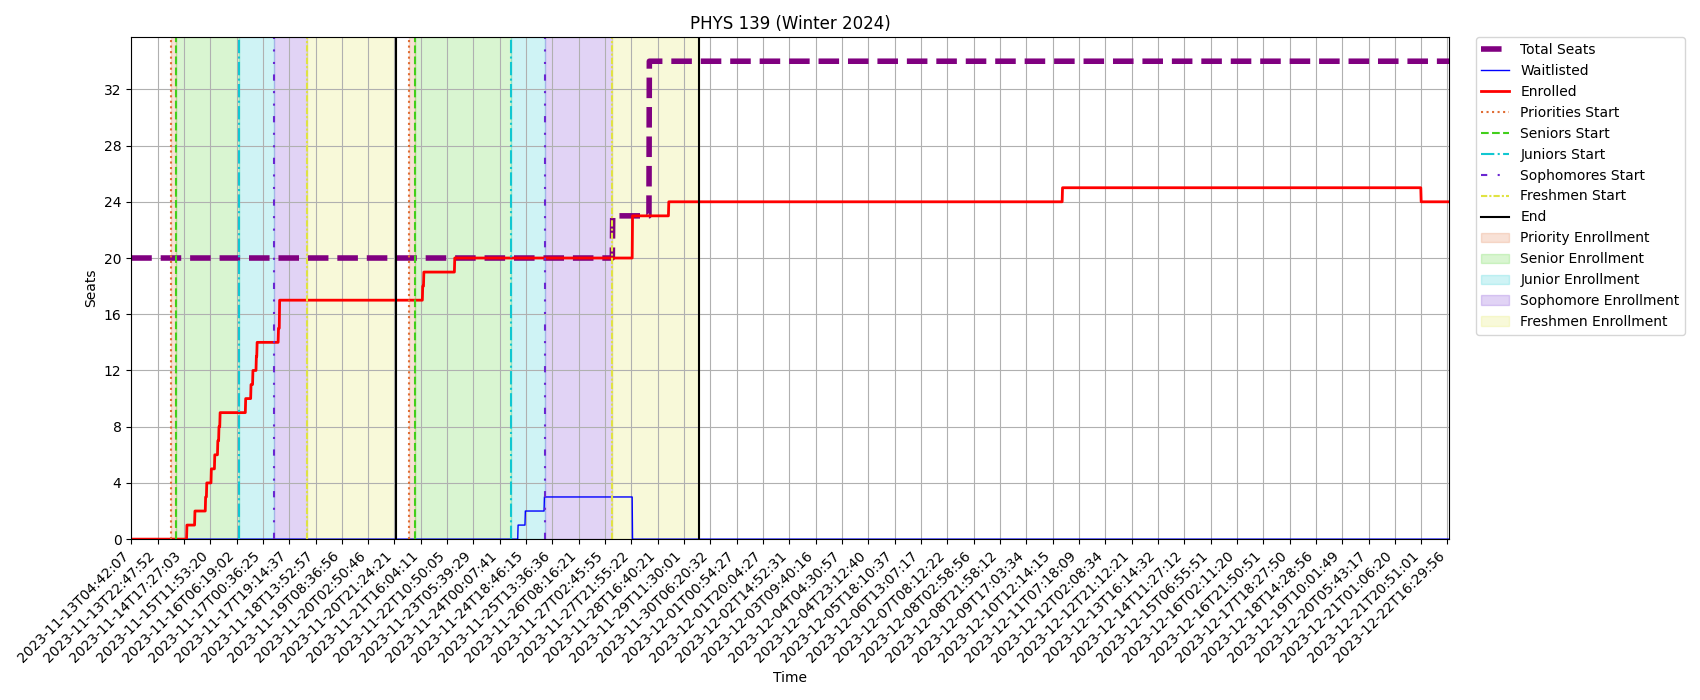 PHYS 139 (Winter 2024)
Seats
32
28
24
20
16
12
8
4
0
2023-11-13T04:42:07
2023-11-13T22:47:52
2023-11-14T17:27:03
2023-11-15T11:53:20
2023-11-16T06:19:02
2023-11-17T00:36:25
2023-11-17T19:14:37
2023-11-18T13:52:57
2023-11-19T08:36:56
2023-11-20T02:50:46
2023-11-20T21:24:21
2023-11-21T16:04:11
2023-11-22T10:50:05
2023-11-23T05:39:29
2023-11-24T00:07:41
2023-11-24T18:46:15
2023-11-25T13:36:36
2023-11-26T08:16:21
2023-11-27T02:45:55
2023-11-27T21:55:22
2023-11-28T16:40:21
2023-11-29T11:30:01
2023-11-30T06:20:32
2023-12-01T00:54:27
2023-12-01T20:04:27
2023-12-02T14:52:31
2023-12-03T09:40:16
2023-12-04T04:30:57
2023-12-04T23:12:40
2023-12-05T18:10:37
2023-12-06T13:07:17
2023-12-07T08:12:22
2023-12-08T02:58:56
2023-12-08T21:58:12
2023-12-09T17:03:34
2023-12-10T12:14:15
2023-12-11T07:18:09
2023-12-12T02:08:34
2023-12-12T21:12:21
2023-12-13T16:14:32
2023-12-14T11:27:12
2023-12-15T06:55:51
2023-12-16T02:11:20
2023-12-16T21:50:51
2023-12-17T18:27:50
2023-12-18T14:28:56
2023-12-19T11:01:49
2023-12-20T05:43:17
2023-12-21T01:06:20
2023-12-21T20:51:01
2023-12-22T16:29:56
Time
Total Seats
Waitlisted
Enrolled
Priorities Start
Seniors Start
Juniors Start
Sophomores Start
Freshmen Start
End
Priority Enrollment
Senior Enrollment
Junior Enrollment
Sophomore Enrollment
Freshmen Enrollment